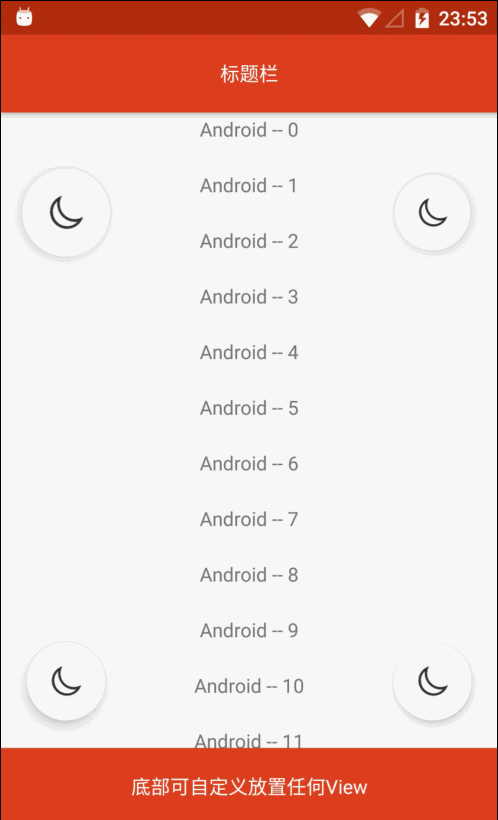 23:53
标题栏
Android -- 0
Android -- 1
Android -- 2
Android -- 3
Android -- 4
Android -- 5
Android -- 6
Android -- 7
Android -- 8
Android -- 9
Android -- 10
Android -- 11
底部可自定义放置任何View